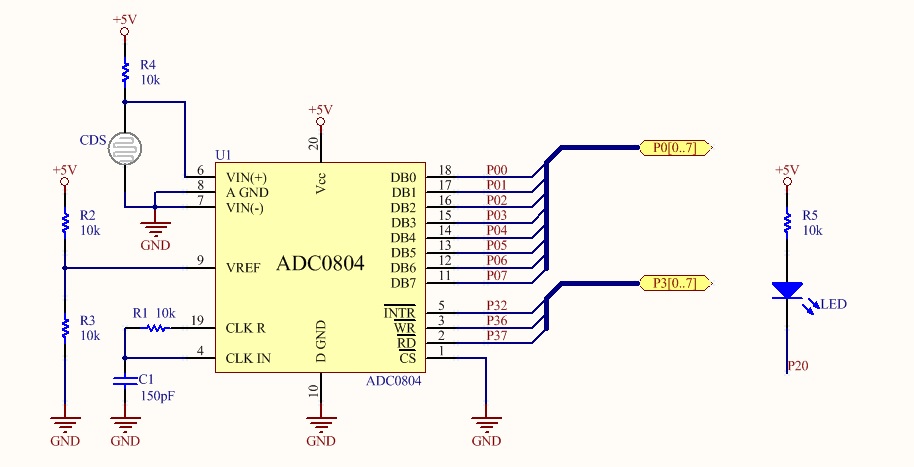 +5V
R4
10k
CDS
+5V
R2
10k
R3
10k
GND
GND
R1 10k
C1
150pF
GND
U1
+5V
20
Vcc
6 VIN(+)
8 A GND
7 VIN(-)
9 VREF
19 CLK R
4 CLK IN
ADC0804
D GND
10
GND
ADC0804
DB0 18 P00
DB1 17 P01
DB2 16 P02
DB3 15 P03
DB4 14 P04
DB5 13 P05
DB6 12 P06
DB7 11 P07
INTR 5 P32
WR 3 P36
RD 2 P37
CS 1
GND
P0[0..7]
P3[0..7]
+5V
R5
10k
LED
P20